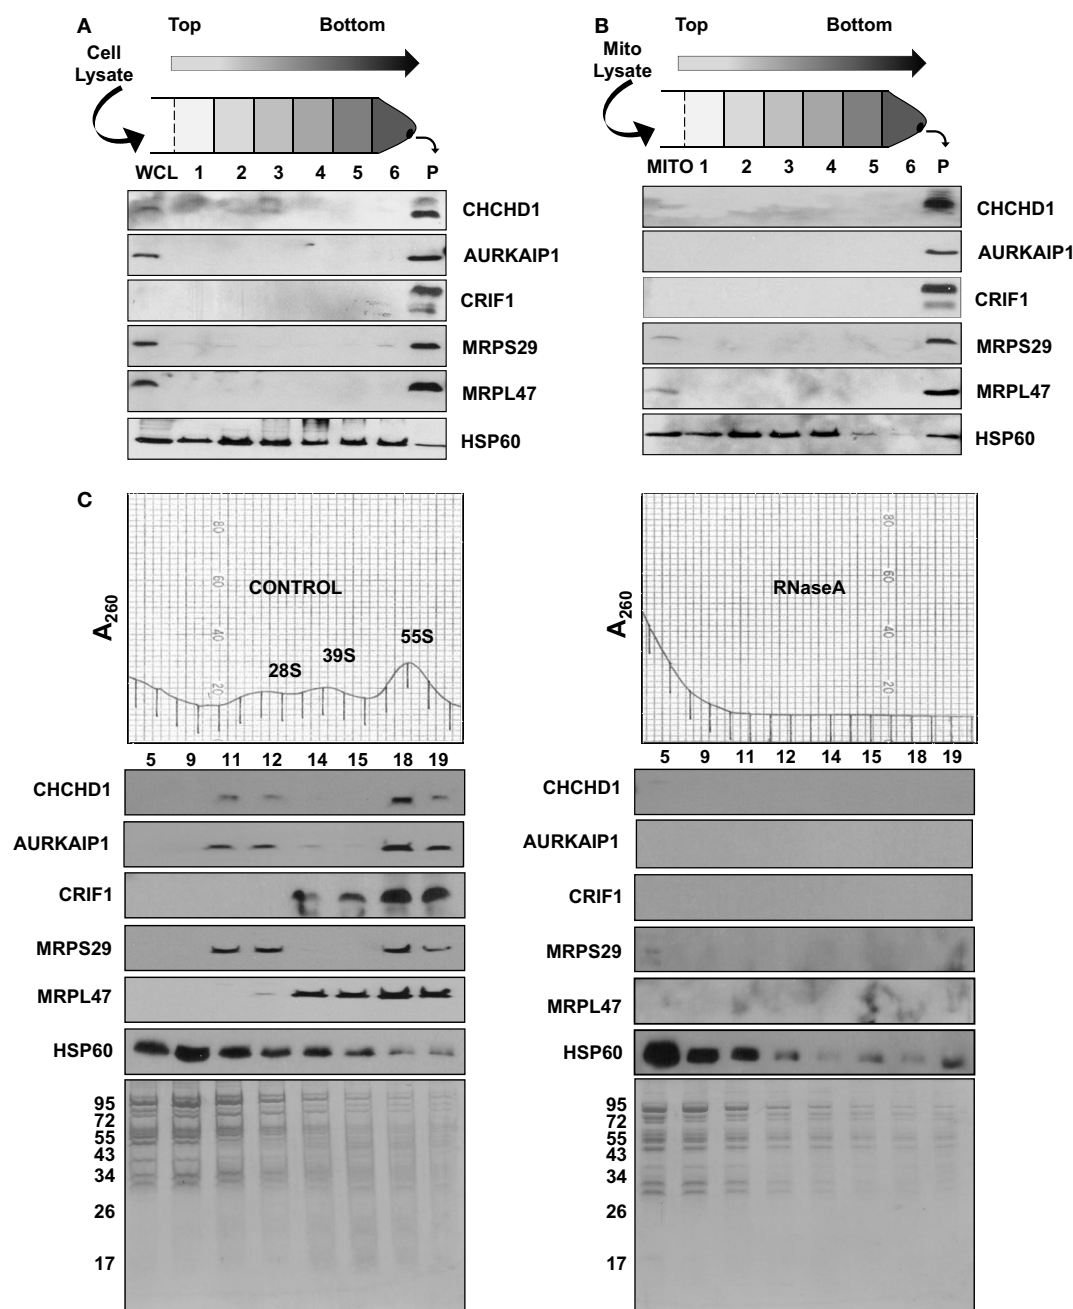 A
Top
Bottom
Cell
Lysate
WCL 1 2 3 4 5 6 P
CHCHD1
AURKAIP1
CRIF1
MRPS29
MRPL47
HSP60
B
Top
Bottom
Mito
Lysate
MITO 1 2 3 4 5 6 P
CHCHD1
AURKAIP1
CRIF1
MRPS29
MRPL47
HSP60
C
A260
80
60
40
20
CONTROL
28S
39S
55S
5 9 11 12 14 15 18 19
CHCHD1
AURKAIP1
CRIF1
MRPS29
MRPL47
HSP60
95
72
55
43
34
26
17
A260
80
60
40
20
RNaseA
5 9 11 12 14 15 18 19
CHCHD1
AURKAIP1
CRIF1
MRPS29
MRPL47
HSP60
95
72
55
43
34
26
17